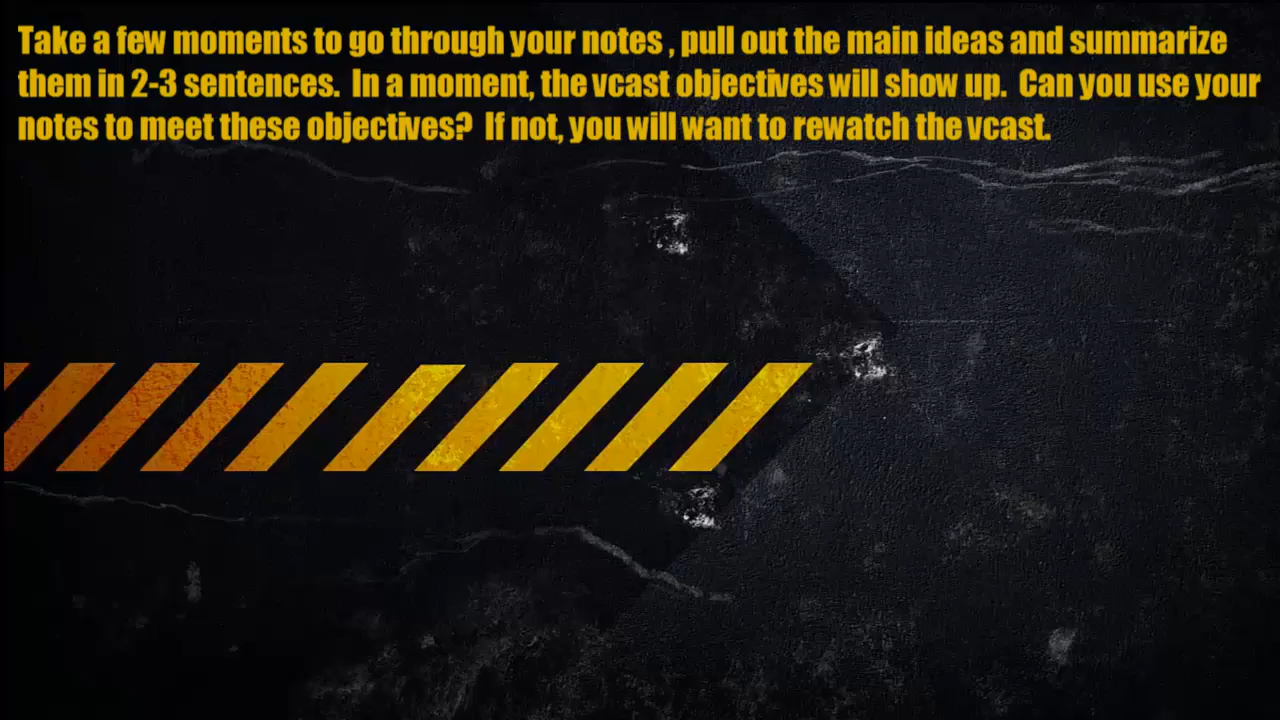 Take a few moments to go through your notes , pull out the main ideas and summarize
them in 2-3 sentences.  In a moment, the vcast objectives will show up.  Can you use your
notes to meet these objectives?  If not, you will want to rewatch the vcast.